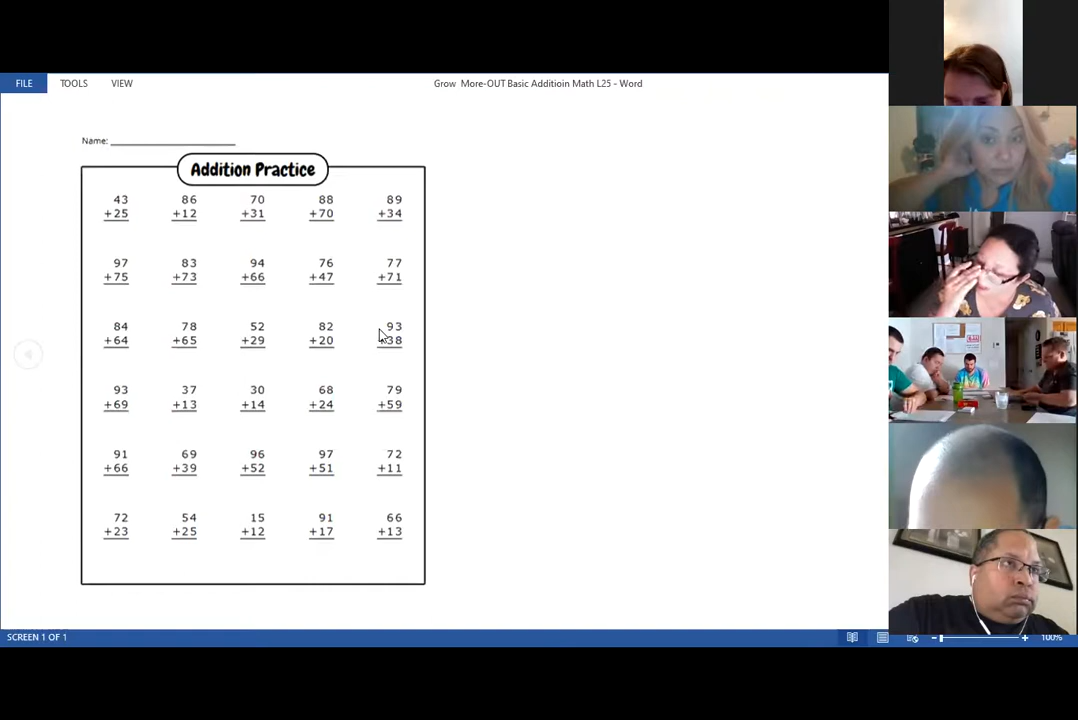 FILE TOOLS VIEW Grow More-OUT Basic Additioin Math L25 - Word
Name:
Addition Practice
43 86 70 88 89
+25 +12 +31 +70 +34
97 83 94 76 77
+75 +73 +66 +47 +71
84 78 52 82 93
+64 +65 +29 +20 +38
93 37 30 68 79
+69 +13 +14 +24 +59
91 69 96 97 72
+66 +39 +52 +51 +11
72 54 15 91 66
+23 +25 +12 +17 +13
SCREEN 1 OF 1 100%